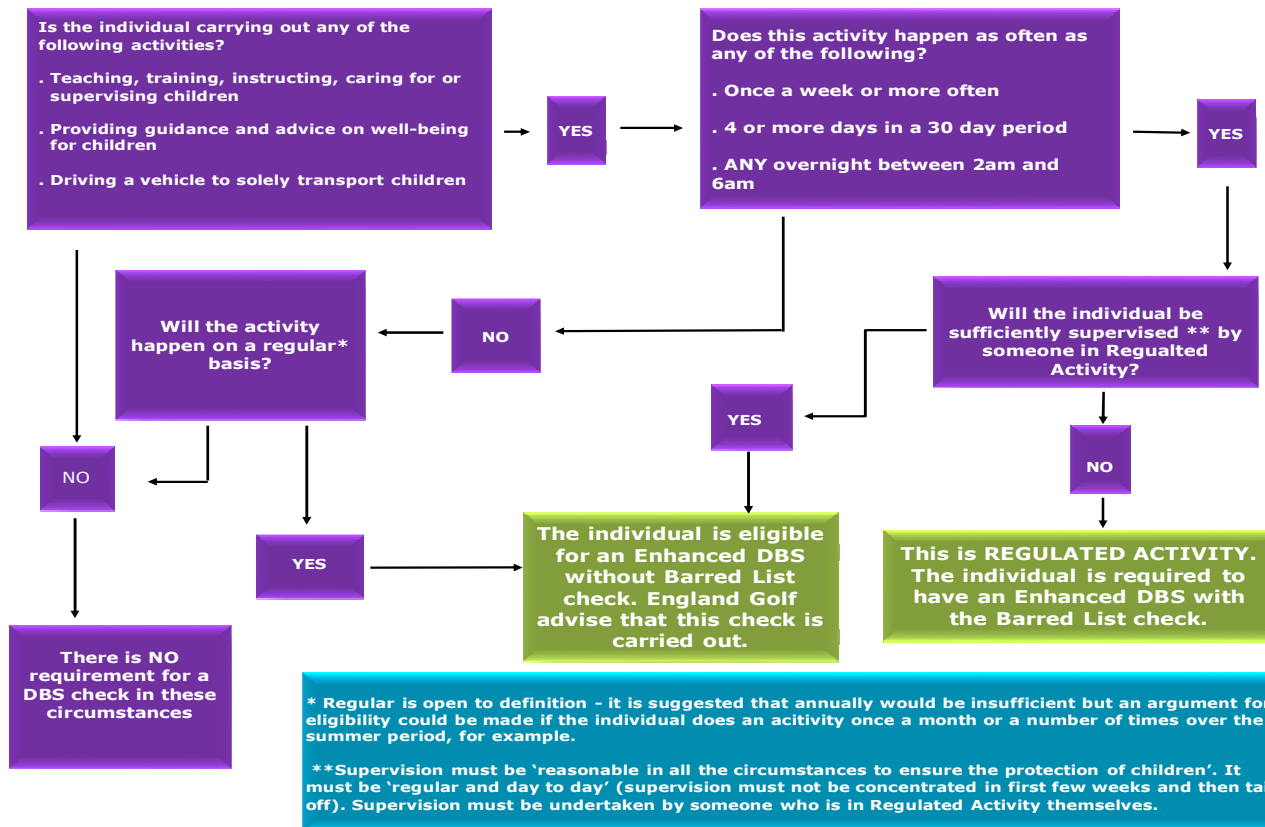 Is the individual carrying out any of the
following activities?
. Teaching, training, instructing, caring for or
supervising children
. Providing guidance and advice on well-being
for children
. Driving a vehicle to solely transport children
YES
Does this activity happen as often as
any of the following?
. Once a week or more often
. 4 or more days in a 30 day period
. ANY overnight between 2am and
6am
YES
Will the activity
happen on a regular*
basis?
NO
Will the individual be
sufficiently supervised ** by
someone in Regualted
Activity?
YES
NO
NO
YES
The individual is eligible
for an Enhanced DBS
without Barred List
check. England Golf
advise that this check is
carried out.
This is REGULATED ACTIVITY.
The individual is required to
have an Enhanced DBS with
the Barred List check.
There is NO
requirement for a
DBS check in these
circumstances
* Regular is open to definition - it is suggested that annually would be insufficient but an argument for
eligibility could be made if the individual does an acitivity once a month or a number of times over the
summer period, for example.
**Supervision must be ‘reasonable in all the circumstances to ensure the protection of children’. It
must be ‘regular and day to day’ (supervision must not be concentrated in first few weeks and then
off). Supervision must be undertaken by someone who is in Regulated Activity themselves.